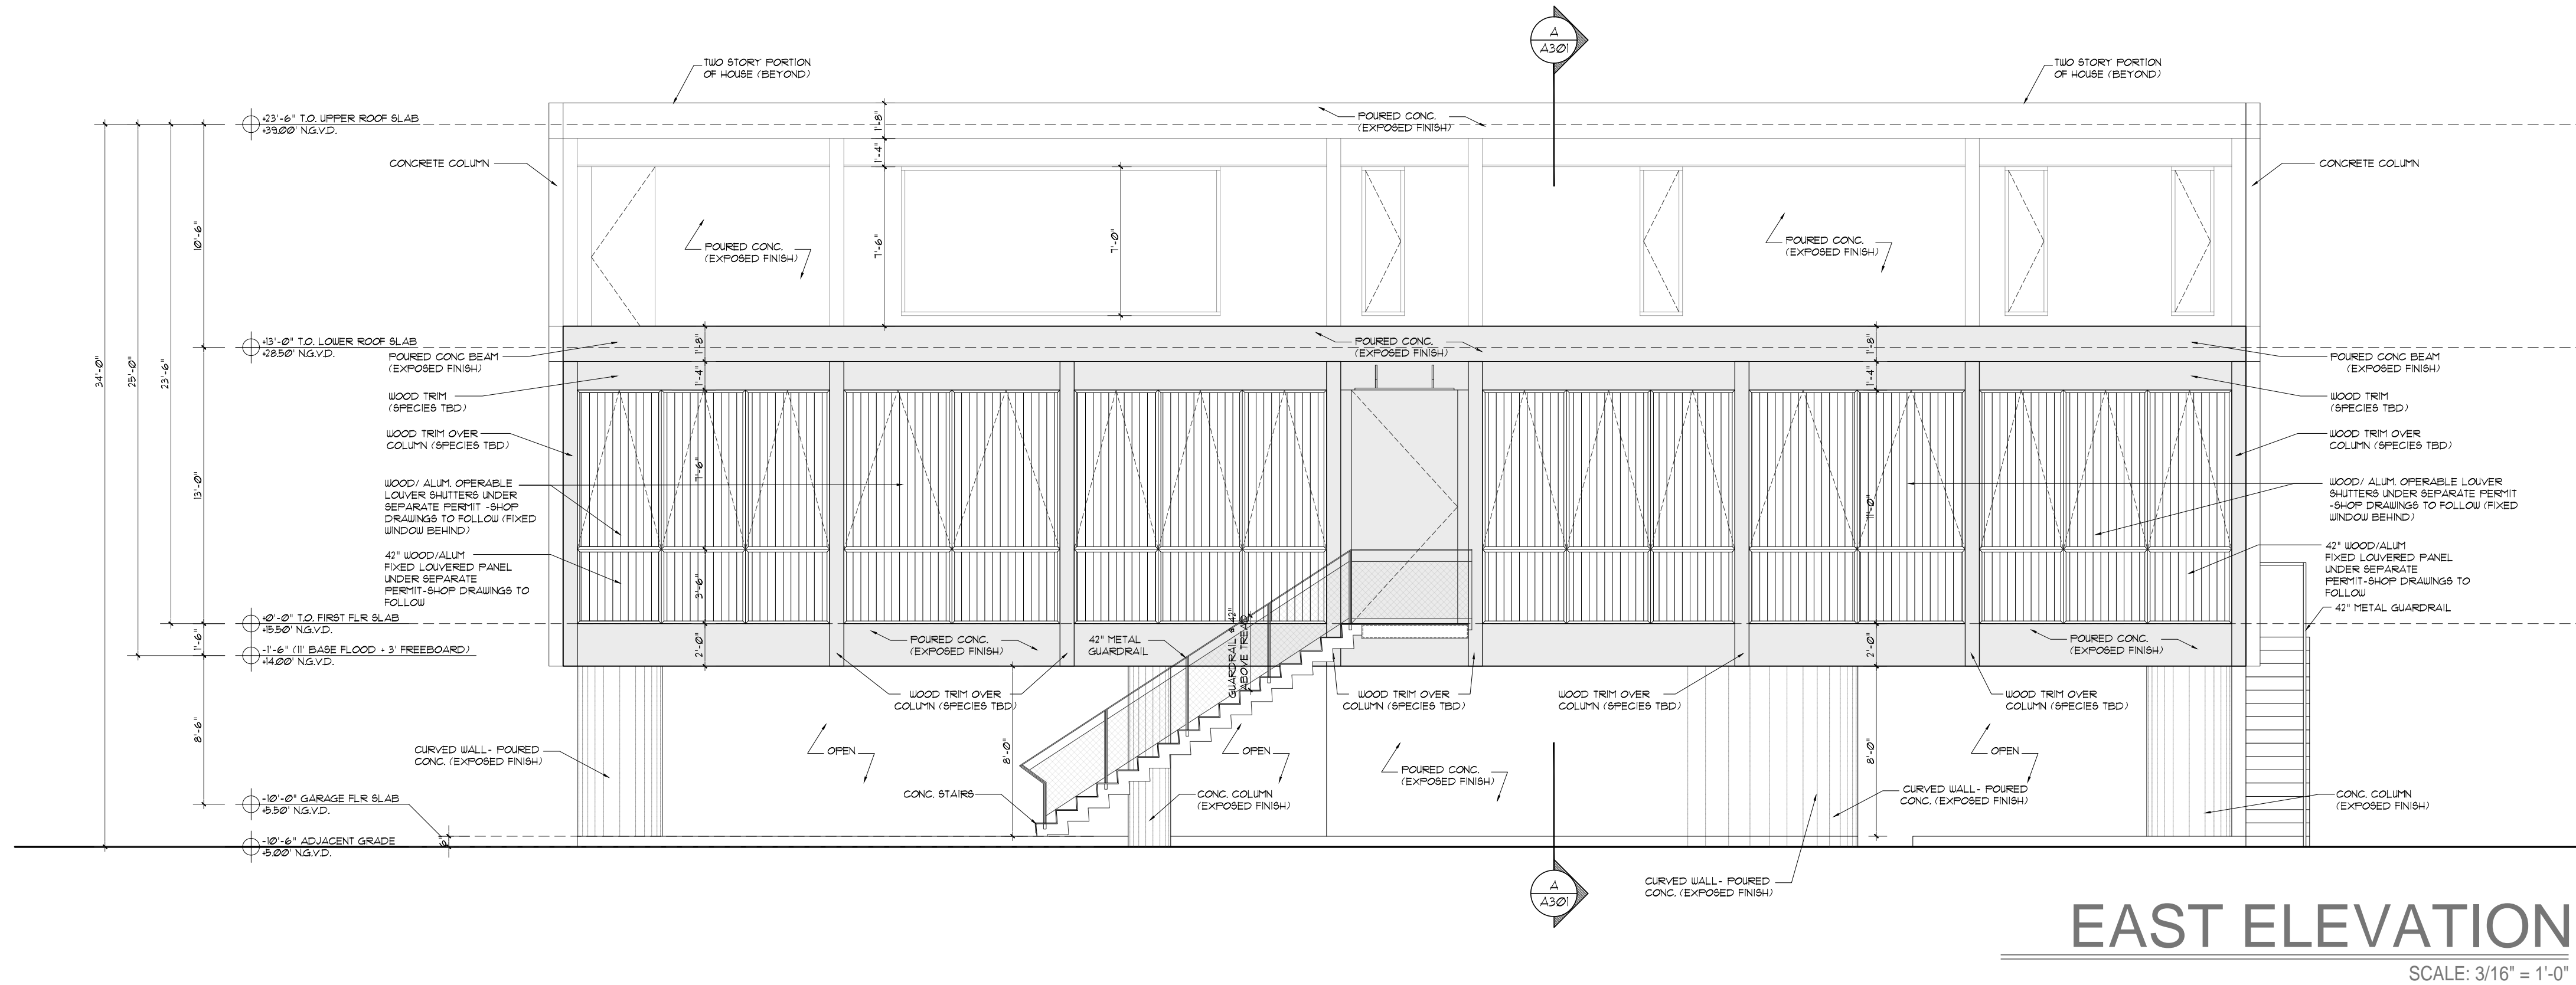 A
A301
TWO STORY PORTION
OF HOUSE (BEYOND)
TWO STORY PORTION
OF HOUSE (BEYOND)
+23'-6" T.O. UPPER ROOF SLAB
+39.00' N.G.V.D.
1'-8"
POURED CONC.
(EXPOSED FINISH)
1'-4"
CONCRETE COLUMN
CONCRETE COLUMN
10'-6"
POURED CONC.
(EXPOSED FINISH)
7'-6"
7'-0"
POURED CONC.
(EXPOSED FINISH)
+13'-0" T.O. LOWER ROOF SLAB
+28.50' N.G.V.D.
POURED CONC BEAM
(EXPOSED FINISH)
1'-8"
POURED CONC.
(EXPOSED FINISH)
1'-8"
POURED CONC BEAM
(EXPOSED FINISH)
34'-0"
25'-0"
23'-6"
1'-4"
1'-4"
WOOD TRIM
(SPECIES TBD)
WOOD TRIM
(SPECIES TBD)
WOOD TRIM OVER
COLUMN (SPECIES TBD)
WOOD TRIM OVER
COLUMN (SPECIES TBD)
13'-0"
7'-6"
11'-0"
WOOD/ ALUM. OPERABLE
LOUVER SHUTTERS UNDER
SEPARATE PERMIT -SHOP
DRAWINGS TO FOLLOW (FIXED
WINDOW BEHIND)
WOOD/ ALUM. OPERABLE LOUVER
SHUTTERS UNDER SEPARATE PERMIT
-SHOP DRAWINGS TO FOLLOW (FIXED
WINDOW BEHIND)
42" WOOD/ALUM
FIXED LOUVERED PANEL
UNDER SEPARATE
PERMIT-SHOP DRAWINGS TO
FOLLOW
3'-6"
42" WOOD/ALUM
FIXED LOUVERED PANEL
UNDER SEPARATE
PERMIT-SHOP DRAWINGS TO
FOLLOW
42" METAL GUARDRAIL
+0'-0" T.O. FIRST FLR SLAB
+15.50' N.G.V.D.
1'-6"
-1'-6" (11' BASE FLOOD + 3' FREEBOARD)
+14.00' N.G.V.D.
2'-0"
POURED CONC.
(EXPOSED FINISH)
42" METAL
GUARDRAIL
GUARDRAIL @ 42"
ABOVE TREAD
2'-0"
POURED CONC.
(EXPOSED FINISH)
WOOD TRIM OVER
COLUMN (SPECIES TBD)
WOOD TRIM OVER
COLUMN (SPECIES TBD)
WOOD TRIM OVER
COLUMN (SPECIES TBD)
WOOD TRIM OVER
COLUMN (SPECIES TBD)
8'-6"
CURVED WALL- POURED
CONC. (EXPOSED FINISH)
OPEN
8'-0"
OPEN
POURED CONC.
(EXPOSED FINISH)
8'-0"
OPEN
CONC. STAIRS
CONC. COLUMN
(EXPOSED FINISH)
CURVED WALL- POURED
CONC. (EXPOSED FINISH)
CONC. COLUMN
(EXPOSED FINISH)
-10'-0" GARAGE FLR SLAB
+5.50' N.G.V.D.
-10'-6" ADJACENT GRADE
+5.00' N.G.V.D.
6"
A
A301
CURVED WALL- POURED
CONC. (EXPOSED FINISH)
EAST ELEVATION
SCALE: 3/16" = 1'-0"